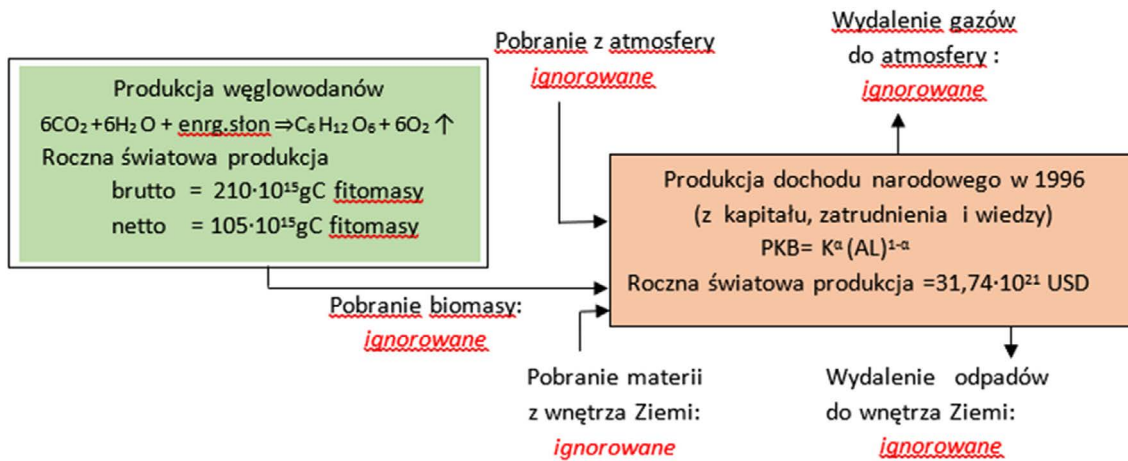 Produkcja węglowodanów
6CO₂ +6H₂ O + enrg.słon ⇒C₆ H₁₂ O₆ + 6O₂ ↑
Roczna światowa produkcja
brutto = 210·10¹⁵gC fitomasy
netto = 105·10¹⁵gC fitomasy
Pobranie z atmosfery
ignorowane
Wydalenie gazów
do atmosfery :
ignorowane
Produkcja dochodu narodowego w 1996
(z kapitału, zatrudnienia i wiedzy)
PKB= Kᵅ (AL)¹⁻ᵅ
Roczna światowa produkcja =31,74·10²¹ USD
Pobranie biomasy:
ignorowane
Pobranie materii
z wnętrza Ziemi:
ignorowane
Wydalenie odpadów
do wnętrza Ziemi:
ignorowane